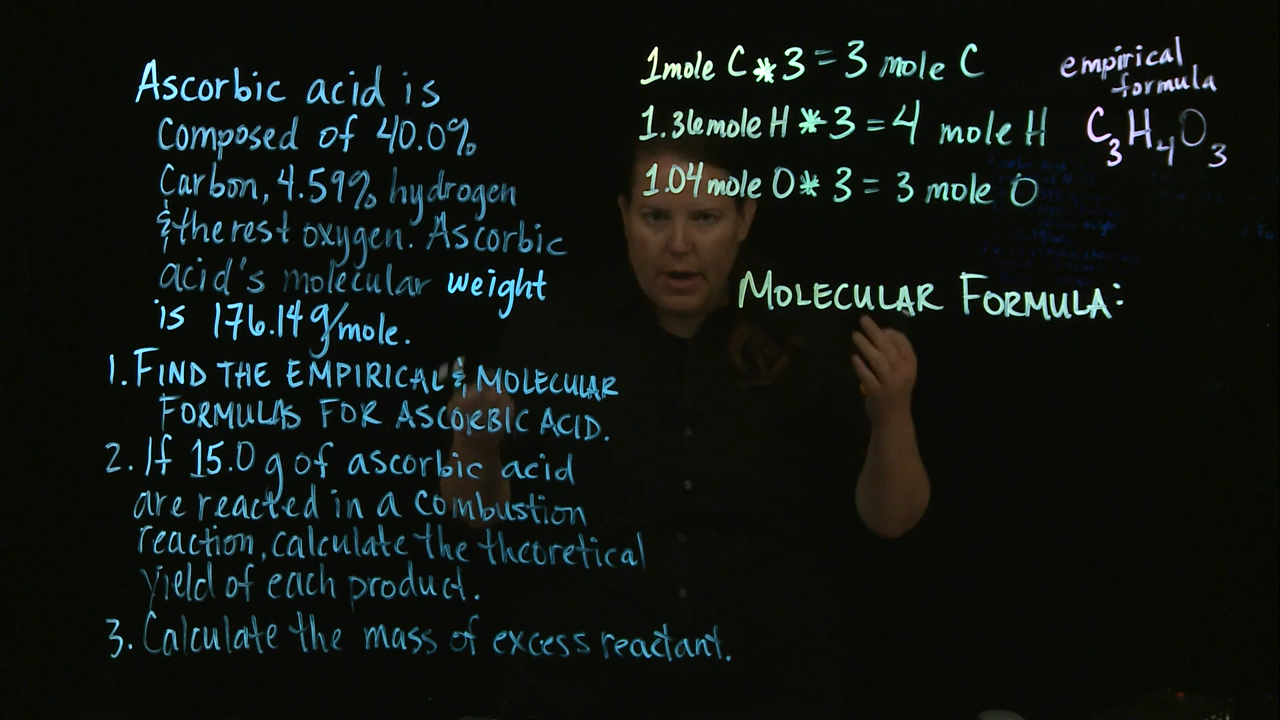 Ascorbic acid is
Composed of 40.0%
Carbon, 4.59% hydrogen
& the rest oxygen. Ascorbic
acid's molecular weight
is 176.14 g/mole.
1. FIND THE EMPIRICAL & MOLECULAR
FORMULAS FOR ASCORBIC ACID.
2. If 15.0 g of ascorbic acid
are reacted in a combustion
reaction, calculate the theoretical
yield of each product.
3. Calculate the mass of excess reactant.
1mole C * 3 = 3 mole C
1.36 mole H * 3 = 4 mole H
1.04 mole O * 3 = 3 mole O
empirical
formula
C₃H₄O₃
MOLECULAR FORMULA: